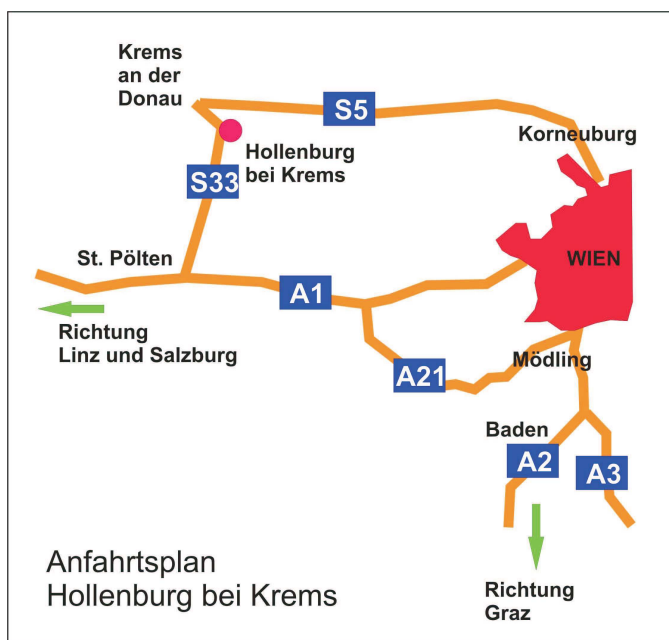 Krems
an der
Donau
S5
Korneuburg
Hollenburg
bei Krems
S33
St. Pölten
WIEN
A1
Richtung
Linz und Salzburg
Mödling
A21
Baden
A2
A3
Anfahrtsplan
Hollenburg bei Krems
Richtung
Graz